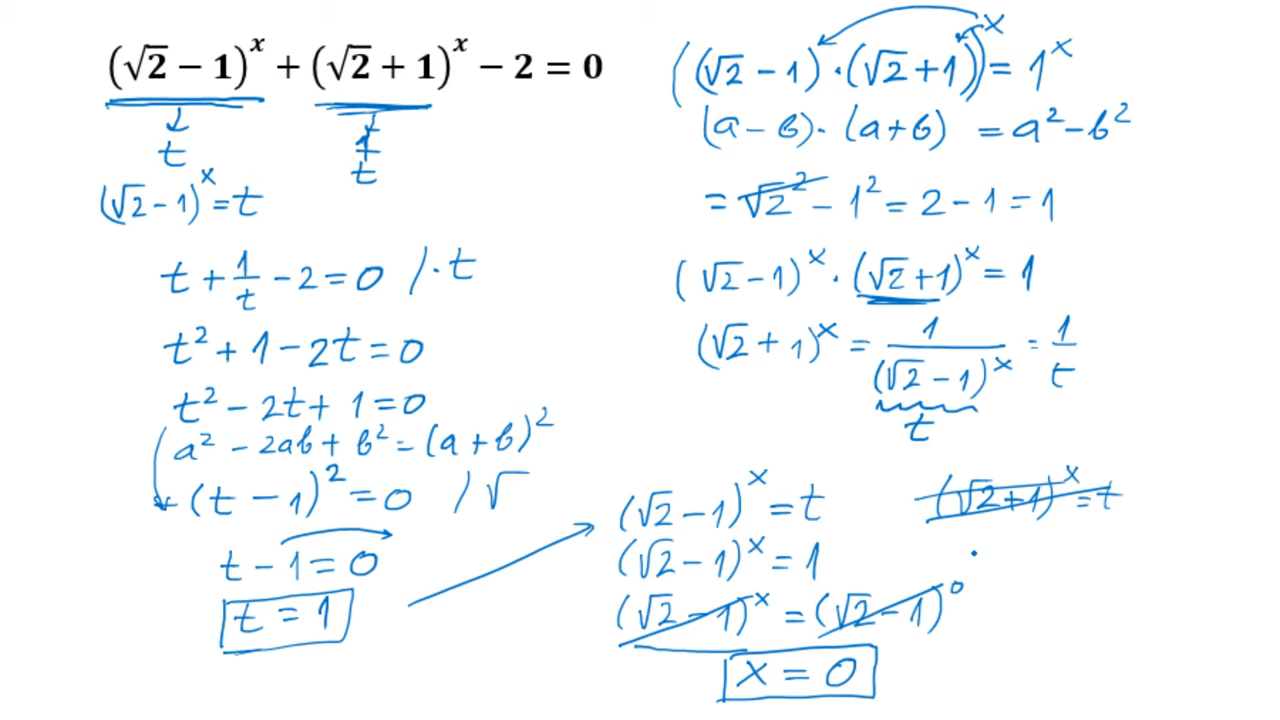 (√2 − 1)^x + (√2 + 1)^x − 2 = 0
t
1/t
(√2 − 1)^x = t
t + 1/t − 2 = 0 / · t
t² + 1 − 2t = 0
t² − 2t + 1 = 0
a² − 2ab + b² = (a + b)²
(t − 1)² = 0 / √
t − 1 = 0
t = 1
((√2 − 1) · (√2 + 1))^x = 1^x
(a − b) · (a + b) = a² − b²
= √2² − 1² = 2 − 1 = 1
(√2 − 1)^x · (√2 + 1)^x = 1
(√2 + 1)^x = 1/(√2 − 1)^x = 1/t
t
(√2 − 1)^x = t
(√2 + 1)^x = t
(√2 − 1)^x = 1
(√2 − 1)^x = (√2 − 1)^0
x = 0